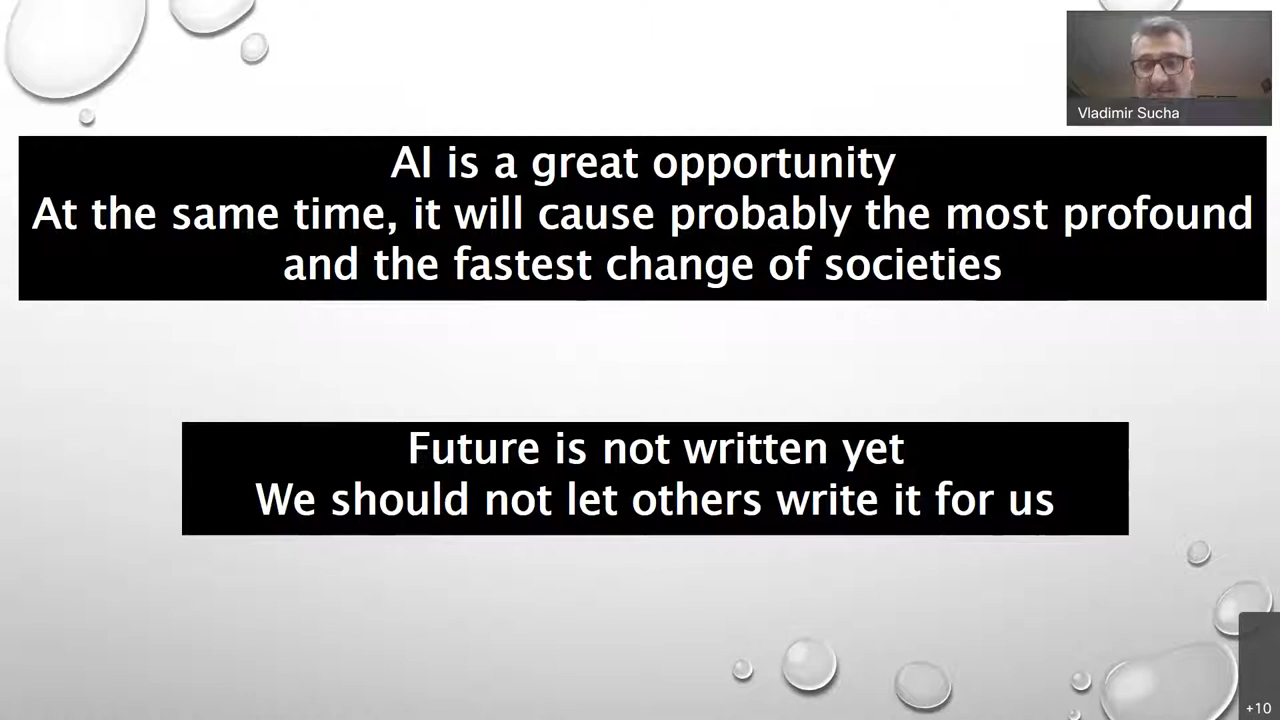 Vladimir Sucha
AI is a great opportunity
At the same time, it will cause probably the most profound
and the fastest change of societies
Future is not written yet
We should not let others write it for us
+10